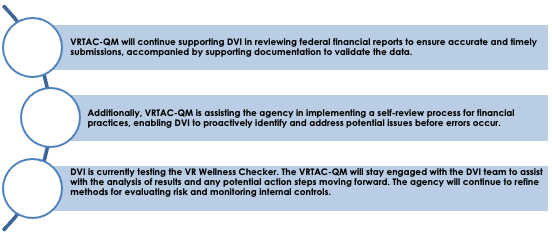 VRTAC-QM will continue supporting DVI in reviewing federal financial reports to ensure accurate and timely
submissions, accompanied by supporting documentation to validate the data.
Additionally, VRTAC-QM is assisting the agency in implementing a self-review process for financial
practices, enabling DVI to proactively identify and address potential issues before errors occur.
DVI is currently testing the VR Wellness Checker. The VRTAC-QM will stay engaged with the DVI team to assist
with the analysis of results and any potential action steps moving forward. The agency will continue to refine
methods for evaluating risk and monitoring internal controls.